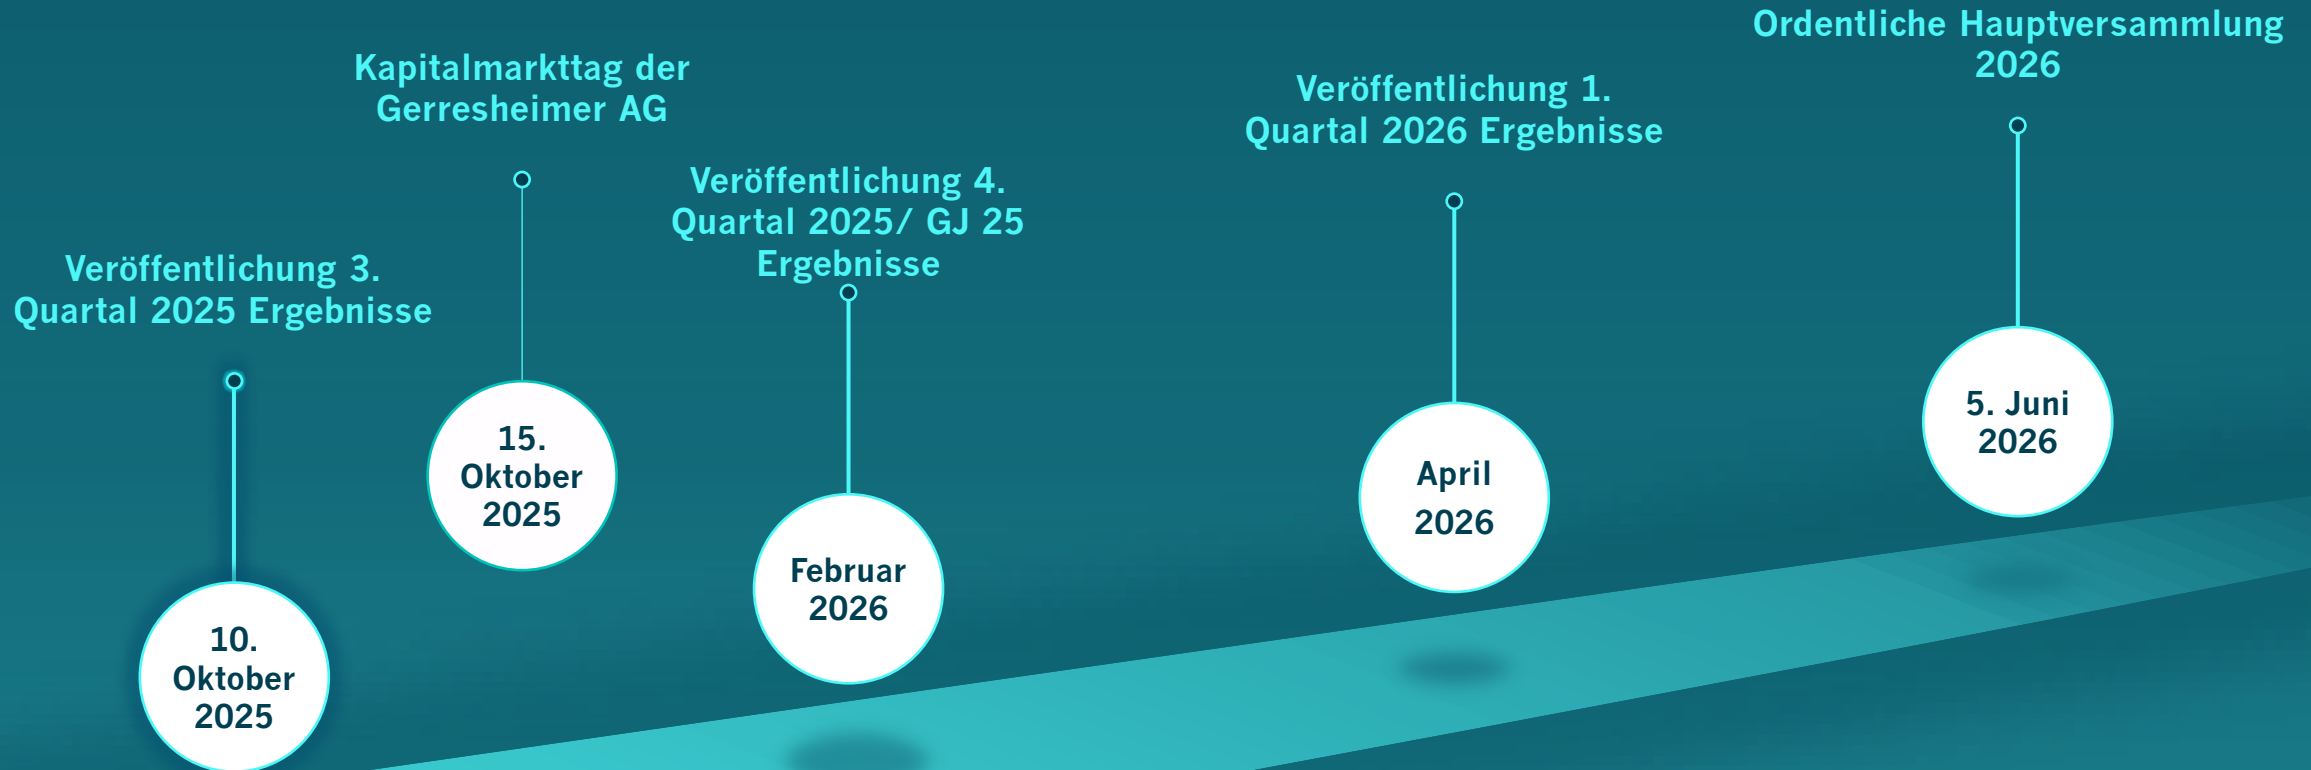 Veröffentlichung 3.
Quartal 2025 Ergebnisse
10.
Oktober
2025
Kapitalmarkttag der
Gerresheimer AG
15.
Oktober
2025
Veröffentlichung 4.
Quartal 2025/ GJ 25
Ergebnisse
Februar
2026
Veröffentlichung 1.
Quartal 2026 Ergebnisse
April
2026
Ordentliche Hauptversammlung
2026
5. Juni
2026